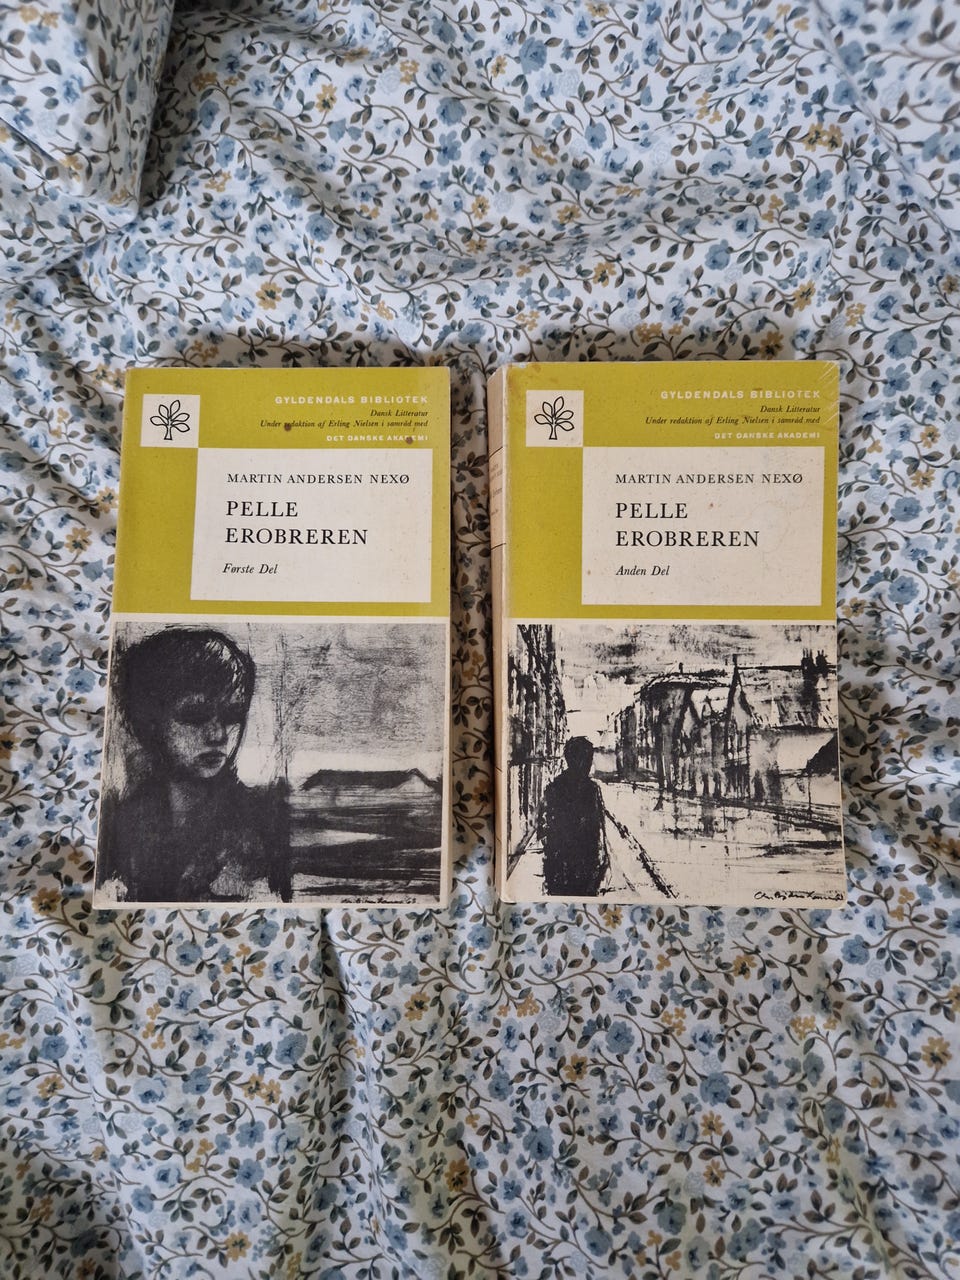 GYLDENDALS BIBLIOTEK
Dansk Litteratur
Under redaktion af Erling Nielsen i samråd med
DET DANSKE AKADEMI
MARTIN ANDERSEN NEXØ
PELLE
EROBREREN
Første Del
GYLDENDALS BIBLIOTEK
Dansk Litteratur
Under redaktion af Erling Nielsen i samråd med
DET DANSKE AKADEMI
MARTIN ANDERSEN NEXØ
PELLE
EROBREREN
Anden Del